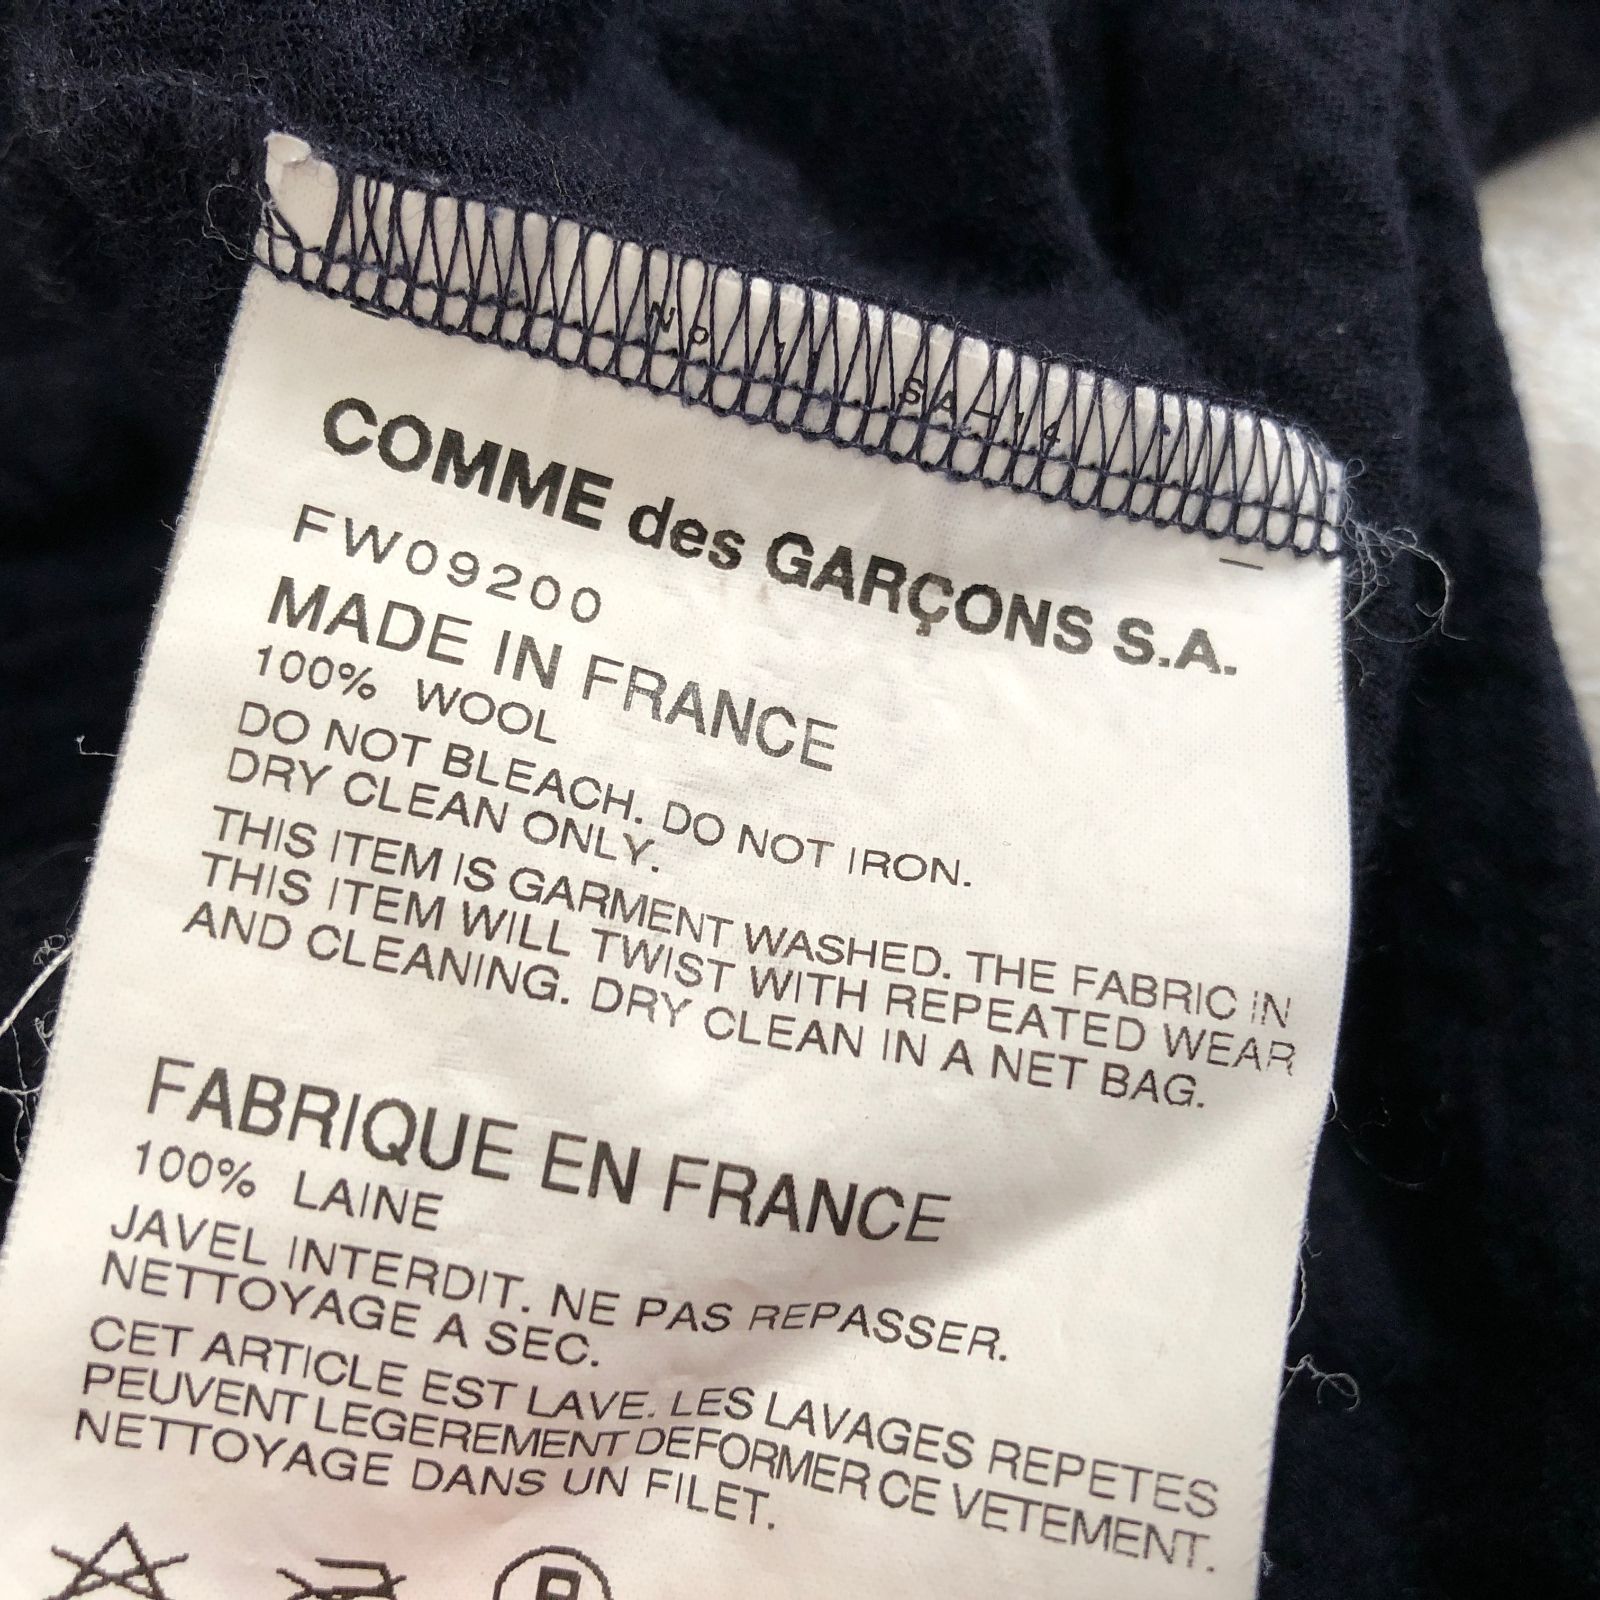 COMME des GARÇONS S.A.
FW09200
MADE IN FRANCE
100% WOOL
DO NOT BLEACH. DO NOT IRON.
DRY CLEAN ONLY.
THIS ITEM IS GARMENT WASHED. THE FABRIC IN
THIS ITEM WILL TWIST WITH REPEATED WEAR
AND CLEANING. DRY CLEAN IN A NET BAG.
FABRIQUE EN FRANCE
100% LAINE
JAVEL INTERDIT. NE PAS REPASSER.
NETTOYAGE A SEC.
CET ARTICLE EST LAVE. LES LAVAGES REPETES
PEUVENT LEGEREMENT DEFORMER CE VETEMENT.
NETTOYAGE DANS UN FILET.
P